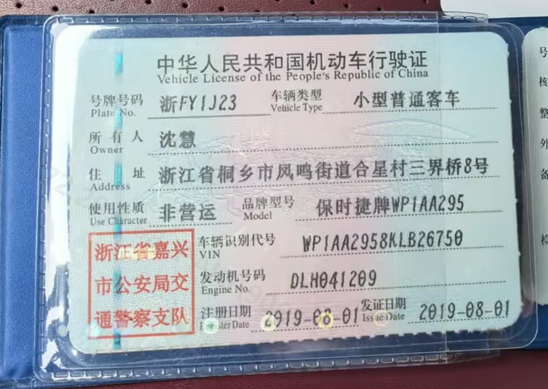 中华人民共和国机动车行驶证
Vehicle License of the People's Republic of China
号牌号码 浙FY1J23 车辆类型 小型普通客车
Plate No. Vehicle Type
所有人 沈慧
Owner
住址 浙江省桐乡市凤鸣街道合星村三界桥8号
Address
使用性质 非营运 品牌型号 保时捷牌WP1AA295
Use Character Model
浙江省嘉兴
市公安局交
通警察支队
车辆识别代号 WP1AA2958KLB26750
VIN
发动机号码 DLH041209
Engine No.
注册日期 2019-08-01 发证日期 2019-08-01
Register Date Issue Date
号